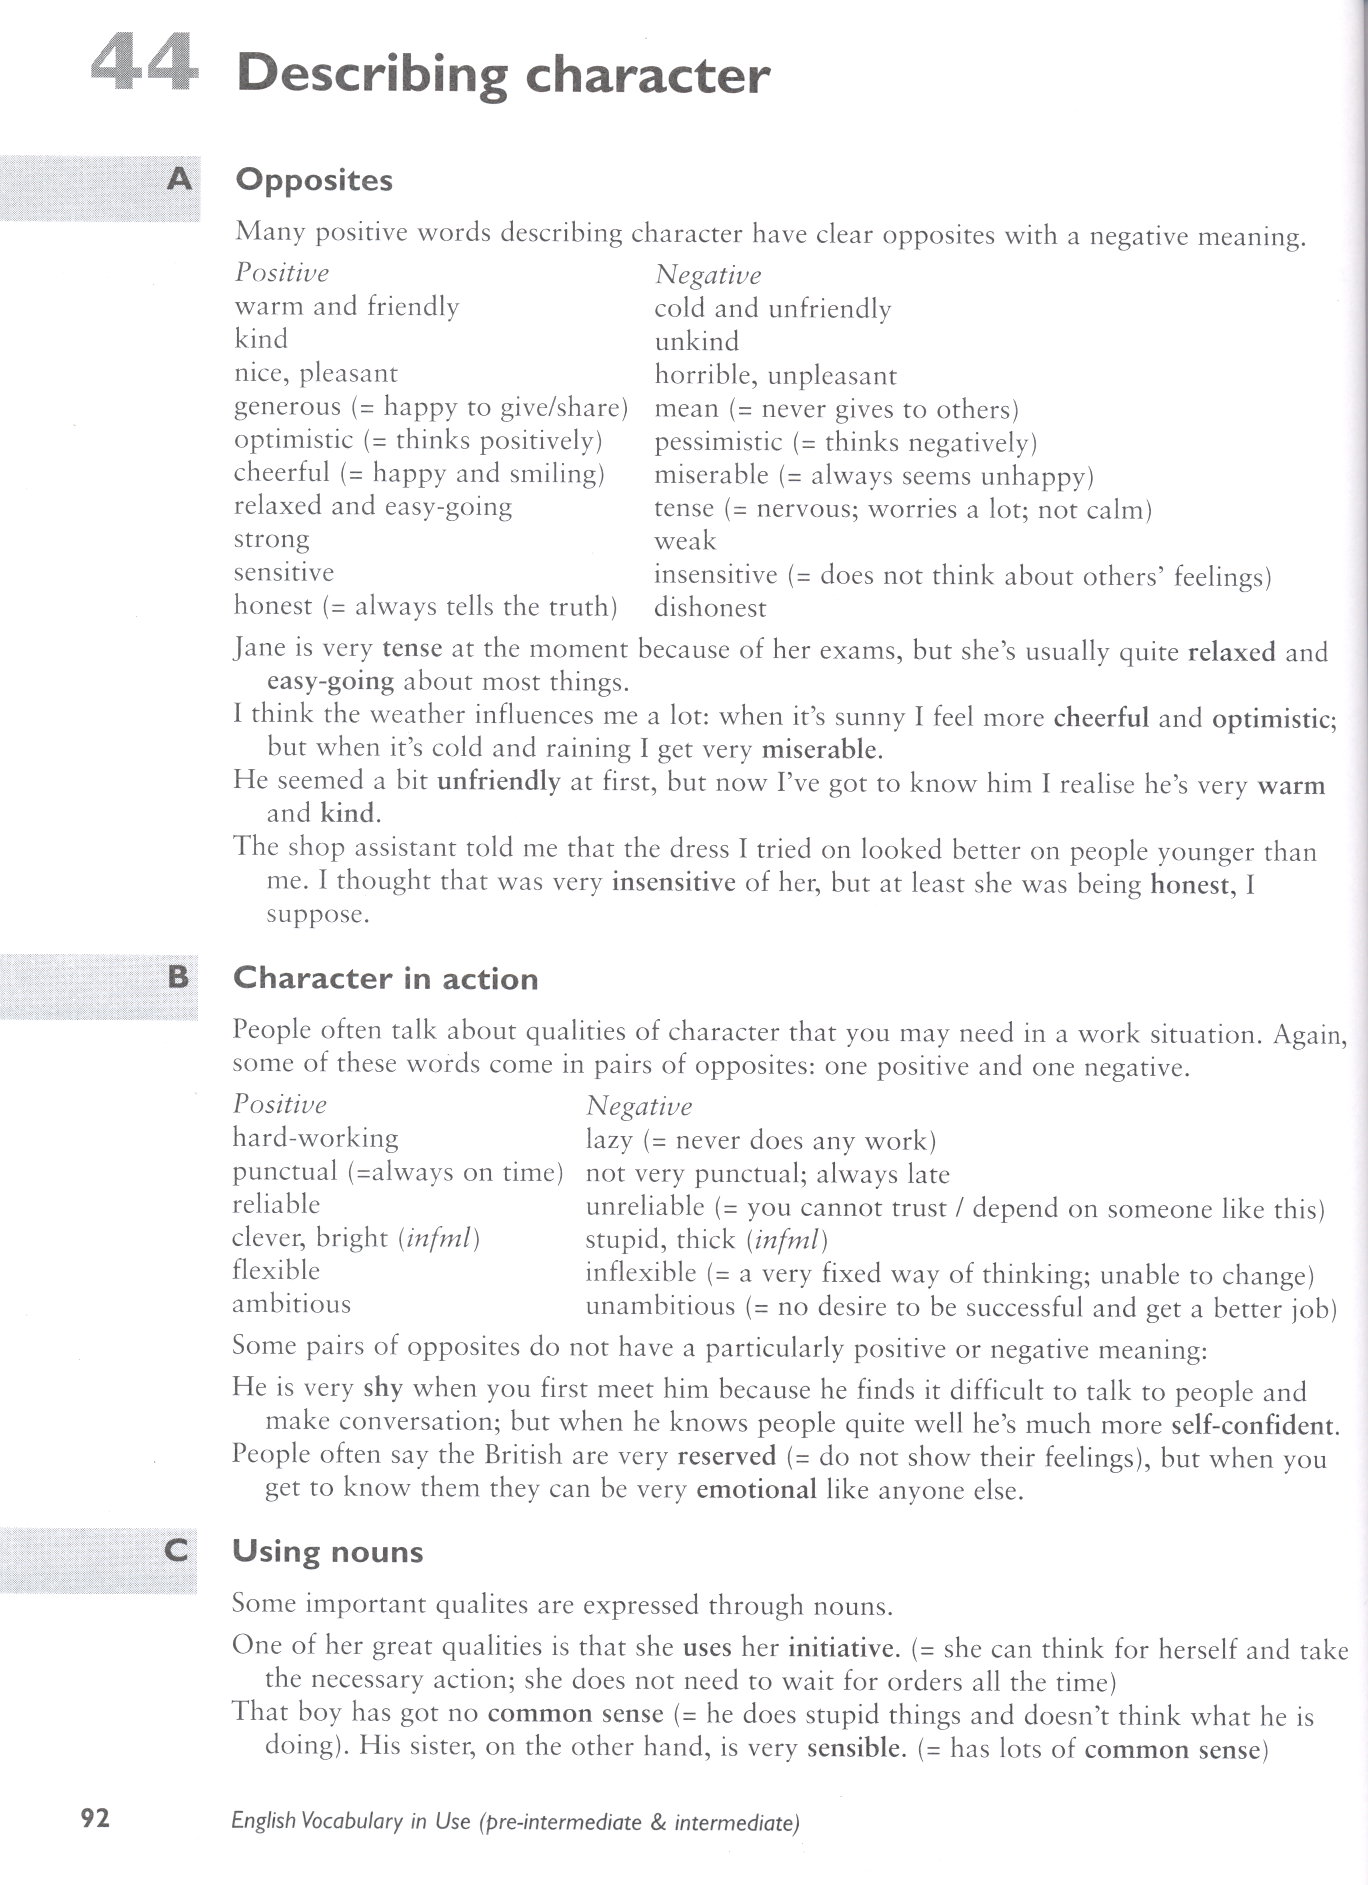 44 Describing character
A Opposites
Many positive words describing character have clear opposites with a negative meaning.
Positive Negative
warm and friendly cold and unfriendly
kind unkind
nice, pleasant horrible, unpleasant
generous (= happy to give/share) mean (= never gives to others)
optimistic (= thinks positively) pessimistic (= thinks negatively)
cheerful (= happy and smiling) miserable (= always seems unhappy)
relaxed and easy-going tense (= nervous; worries a lot; not calm)
strong weak
sensitive insensitive (= does not think about others' feelings)
honest (= always tells the truth) dishonest
Jane is very tense at the moment because of her exams, but she's usually quite relaxed and
easy-going about most things.
I think the weather influences me a lot: when it's sunny I feel more cheerful and optimistic;
but when it's cold and raining I get very miserable.
He seemed a bit unfriendly at first, but now I've got to know him I realise he's very warm
and kind.
The shop assistant told me that the dress I tried on looked better on people younger than
me. I thought that was very insensitive of her, but at least she was being honest, I
suppose.
B Character in action
People often talk about qualities of character that you may need in a work situation. Again,
some of these words come in pairs of opposites: one positive and one negative.
Positive Negative
hard-working lazy (= never does any work)
punctual (=always on time) not very punctual; always late
reliable unreliable (= you cannot trust / depend on someone like this)
clever, bright (infml) stupid, thick (infml)
flexible inflexible (= a very fixed way of thinking; unable to change)
ambitious unambitious (= no desire to be successful and get a better job)
Some pairs of opposites do not have a particularly positive or negative meaning:
He is very shy when you first meet him because he finds it difficult to talk to people and
make conversation; but when he knows people quite well he's much more self-confident.
People often say the British are very reserved (= do not show their feelings), but when you
get to know them they can be very emotional like anyone else.
C Using nouns
Some important qualites are expressed through nouns.
One of her great qualities is that she uses her initiative. (= she can think for herself and take
the necessary action; she does not need to wait for orders all the time)
That boy has got no common sense (= he does stupid things and doesn't think what he is
doing). His sister, on the other hand, is very sensible. (= has lots of common sense)
92 English Vocabulary in Use (pre-intermediate & intermediate)